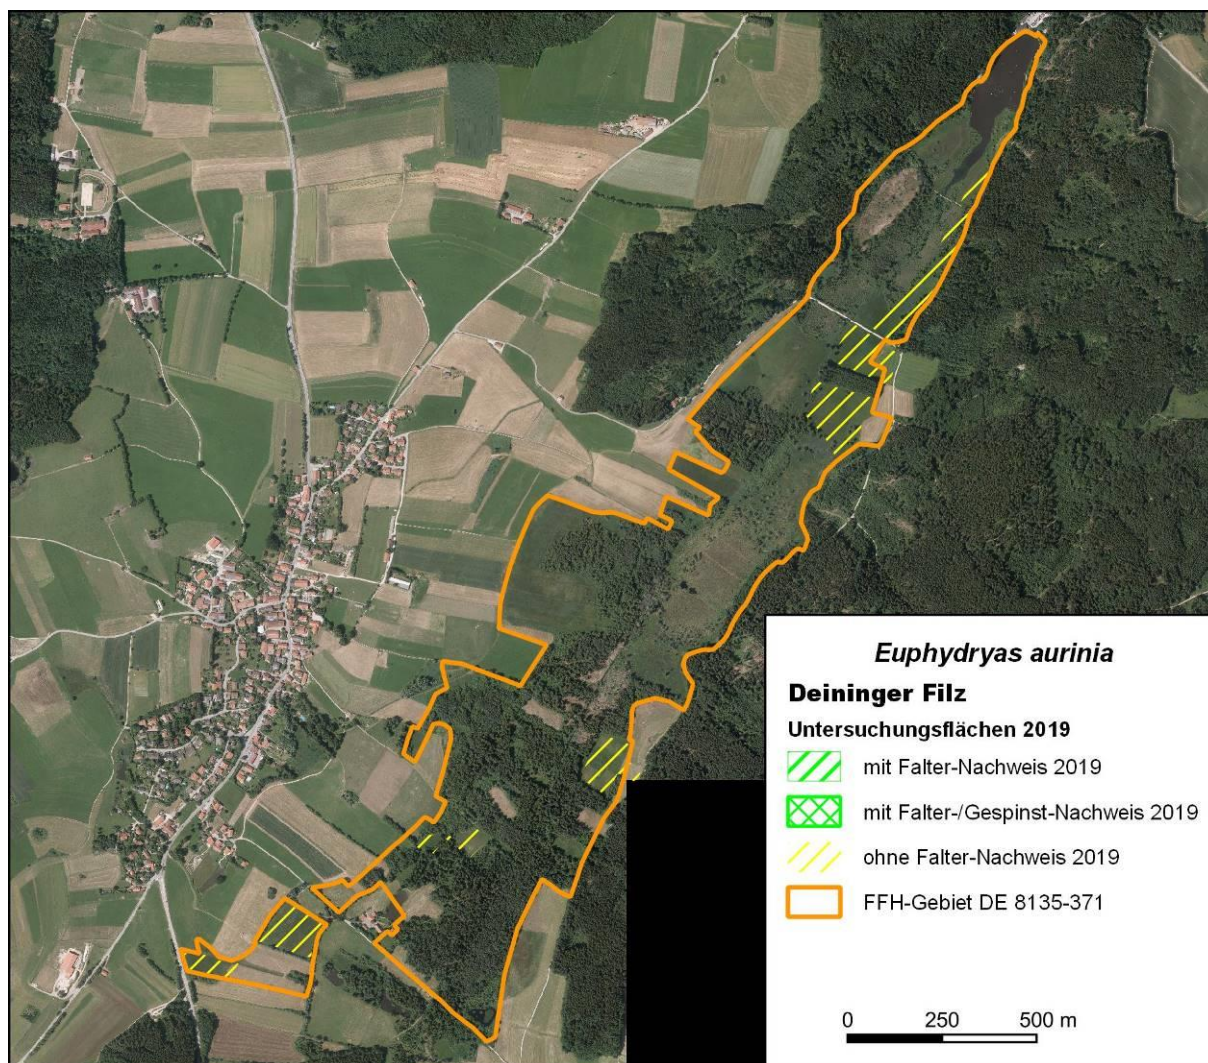 Euphydryas aurinia
Deininger Filz
Untersuchungsflächen 2019
mit Falter-Nachweis 2019
mit Falter-/Gespinst-Nachweis 2019
ohne Falter-Nachweis 2019
FFH-Gebiet DE 8135-371
0 250 500 m